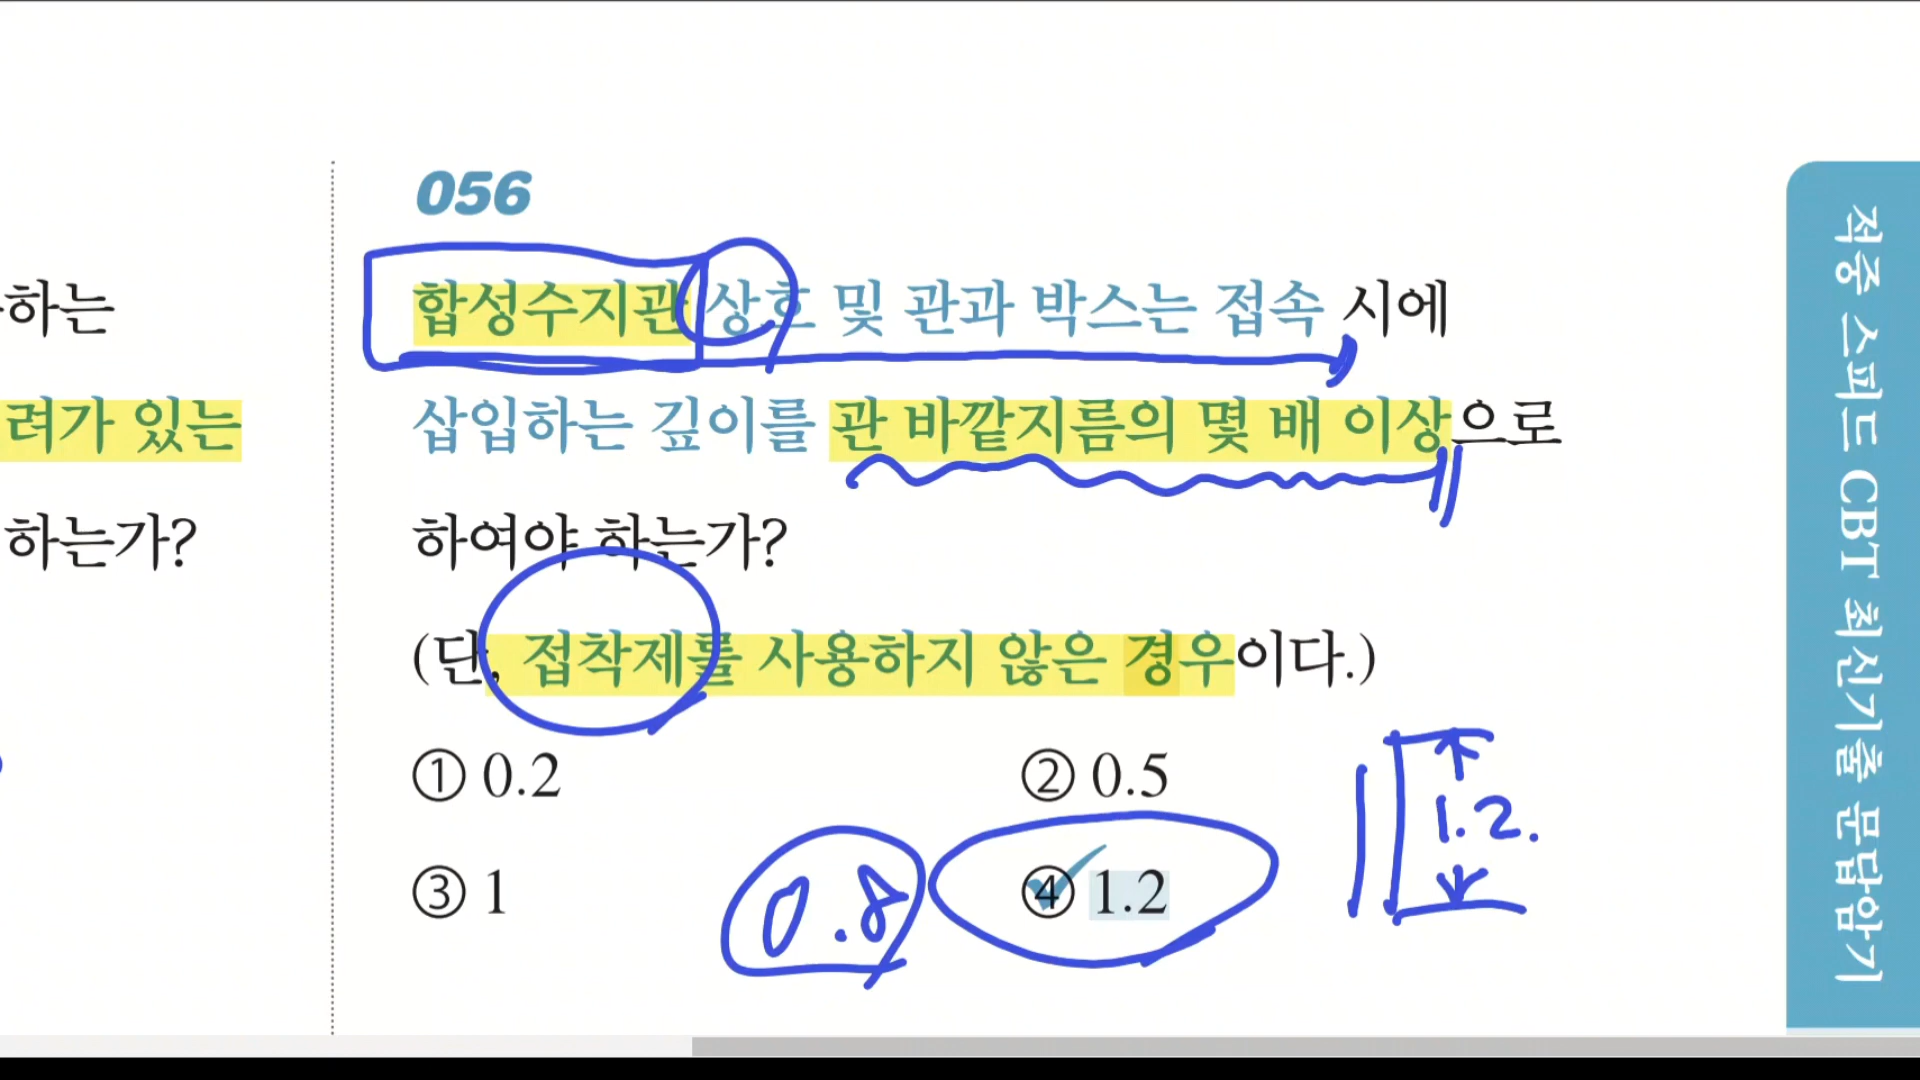 하는
려가 있는
하는가?
056
합성수지관 상호 및 관과 박스는 접속 시에
삽입하는 깊이를 관 바깥지름의 몇 배 이상으로
하여야 하는가?
(단, 접착제를 사용하지 않은 경우이다.)
① 0.2
② 0.5
③ 1
0.8
④ 1.2
1.2.
적중 스피드 CBT 최신기출 문답암기